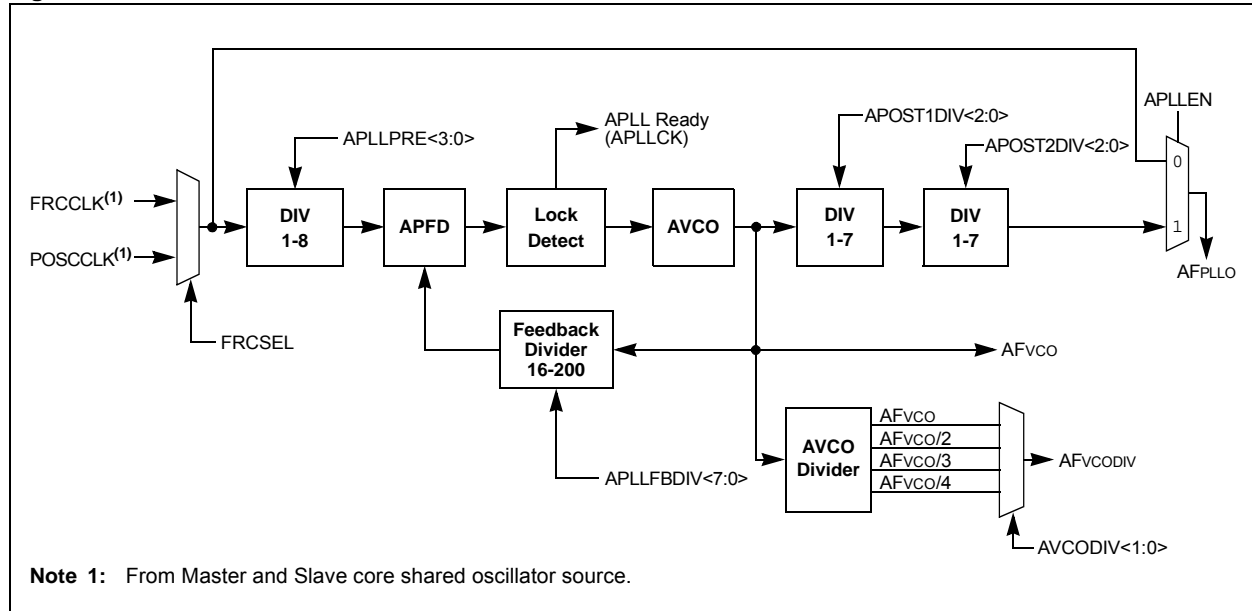 APLLEN
APLL Ready
(APLLCK)
APOST1DIV<2:0>
APLLPRE<3:0>
APOST2DIV<2:0>
0
FRCCLK(1)
DIV
1-8
APFD
Lock
Detect
AVCO
DIV
1-7
DIV
1-7
1
POSCCLK(1)
AFPLLO
FRCSEL
Feedback
Divider
16-200
AFVCO
AVCO
Divider
AFVCO
AFVCO/2
AFVCO/3
AFVCO/4
AFVCODIV
APLLFBDIV<7:0>
AVCODIV<1:0>
Note 1: From Master and Slave core shared oscillator source.